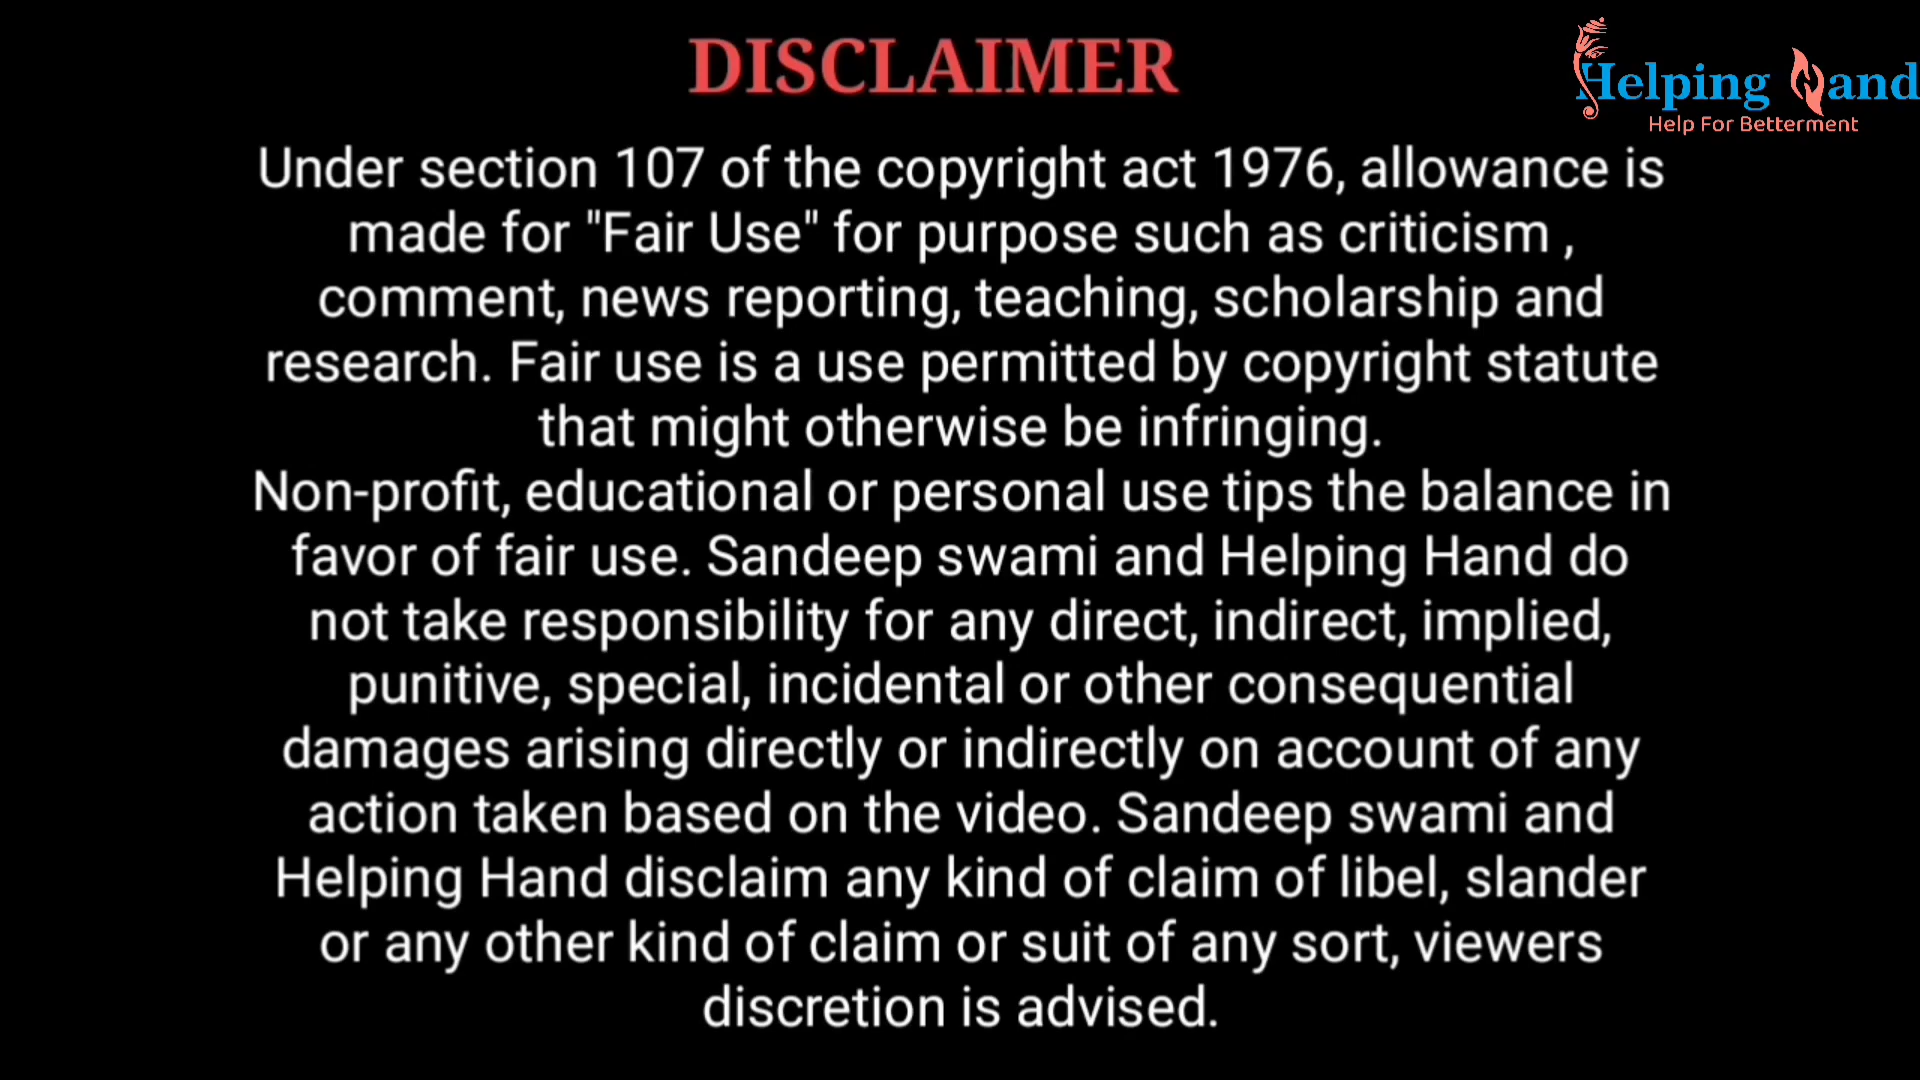 DISCLAIMER
Helping Hand
Help For Betterment
Under section 107 of the copyright act 1976, allowance is
made for "Fair Use" for purpose such as criticism ,
comment, news reporting, teaching, scholarship and
research. Fair use is a use permitted by copyright statute
that might otherwise be infringing.
Non-profit, educational or personal use tips the balance in
favor of fair use. Sandeep swami and Helping Hand do
not take responsibility for any direct, indirect, implied,
punitive, special, incidental or other consequential
damages arising directly or indirectly on account of any
action taken based on the video. Sandeep swami and
Helping Hand disclaim any kind of claim of libel, slander
or any other kind of claim or suit of any sort, viewers
discretion is advised.